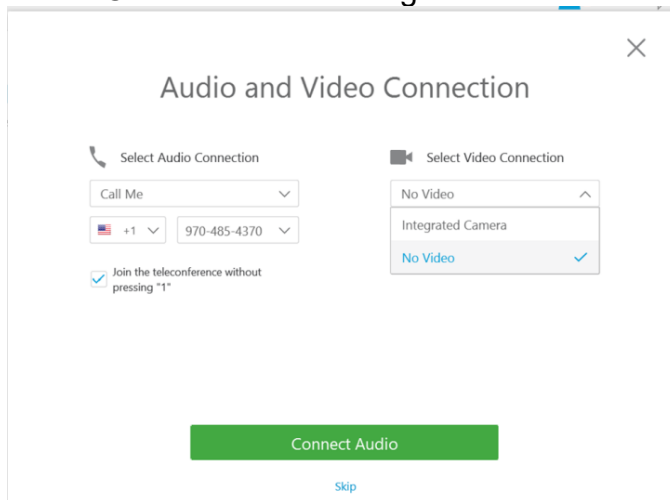 Audio and Video Connection
Select Audio Connection
Call Me
+1
970-485-4370
Join the teleconference without
pressing "1"
Select Video Connection
No Video
Integrated Camera
No Video
Connect Audio
Skip